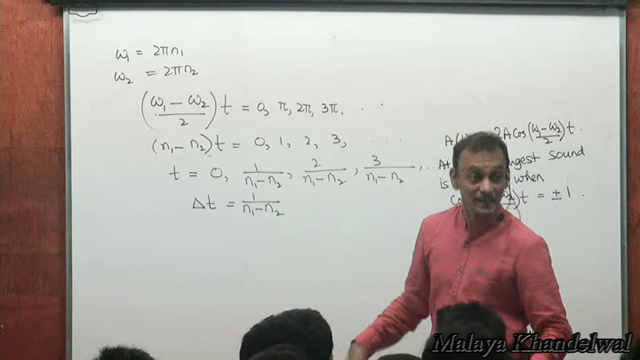 ω₁ = 2πn₁
ω₂ = 2πn₂
((ω₁ − ω₂)/2) t = 0, π, 2π, 3π, . . .
(n₁ − n₂) t = 0, 1, 2, 3, . . . .
t = 0, 1/(n₁−n₂), 2/(n₁−n₂), 3/(n₁−n₂), ...
Δt = 1/(n₁−n₂)
2A Cos((ω₁−ω₂)/2) t.
sound
is when
t = ±1.
Malaya Khandelwal